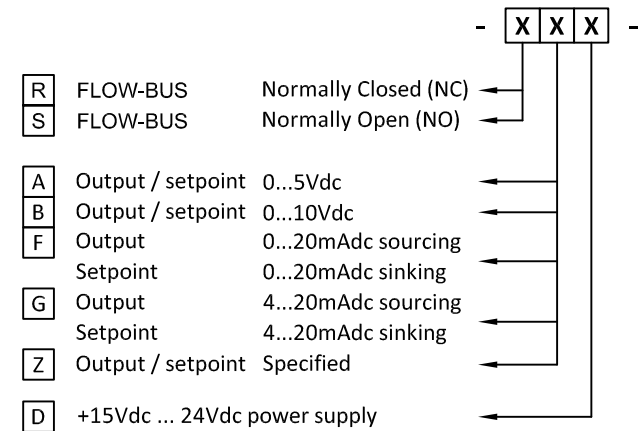 - X X X -
R FLOW-BUS Normally Closed (NC)
S FLOW-BUS Normally Open (NO)
A Output / setpoint 0...5Vdc
B Output / setpoint 0...10Vdc
F Output 0...20mAdc sourcing
Setpoint 0...20mAdc sinking
G Output 4...20mAdc sourcing
Setpoint 4...20mAdc sinking
Z Output / setpoint Specified
D +15Vdc ... 24Vdc power supply